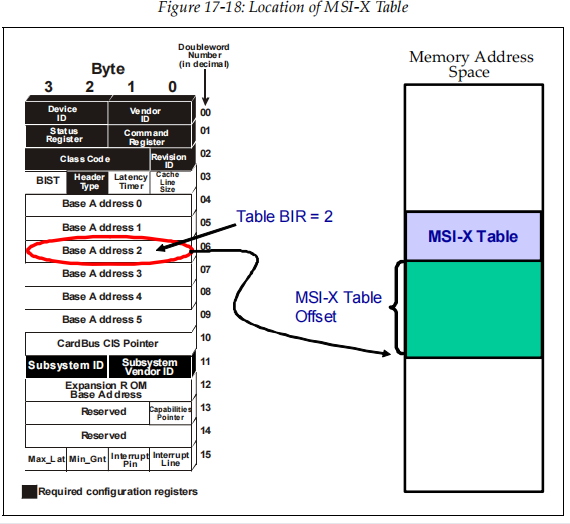 Figure 17-18: Location of MSI-X Table
Doubleword
Number
(in decimal)
Byte
3 2 1 0
Device
ID
Vendor
ID
00
Status
Register
Command
Register
01
Class Code
Revision
ID
02
BIST
Header
Type
Latency
Timer
Cache
Line
Size
03
Base Address 0
04
Base Address 1
05
Base Address 2
06
Base Address 3
07
Base Address 4
08
Base Address 5
09
CardBus CIS Pointer
10
Subsystem ID
Subsystem
Vendor ID
11
Expansion ROM
Base Address
12
Reserved
Capabilities
Pointer
13
Reserved
14
Max_Lat
Min_Gnt
Interrupt
Pin
Interrupt
Line
15
Required configuration registers
Table BIR = 2
MSI-X Table
Offset
Memory Address
Space
MSI-X Table